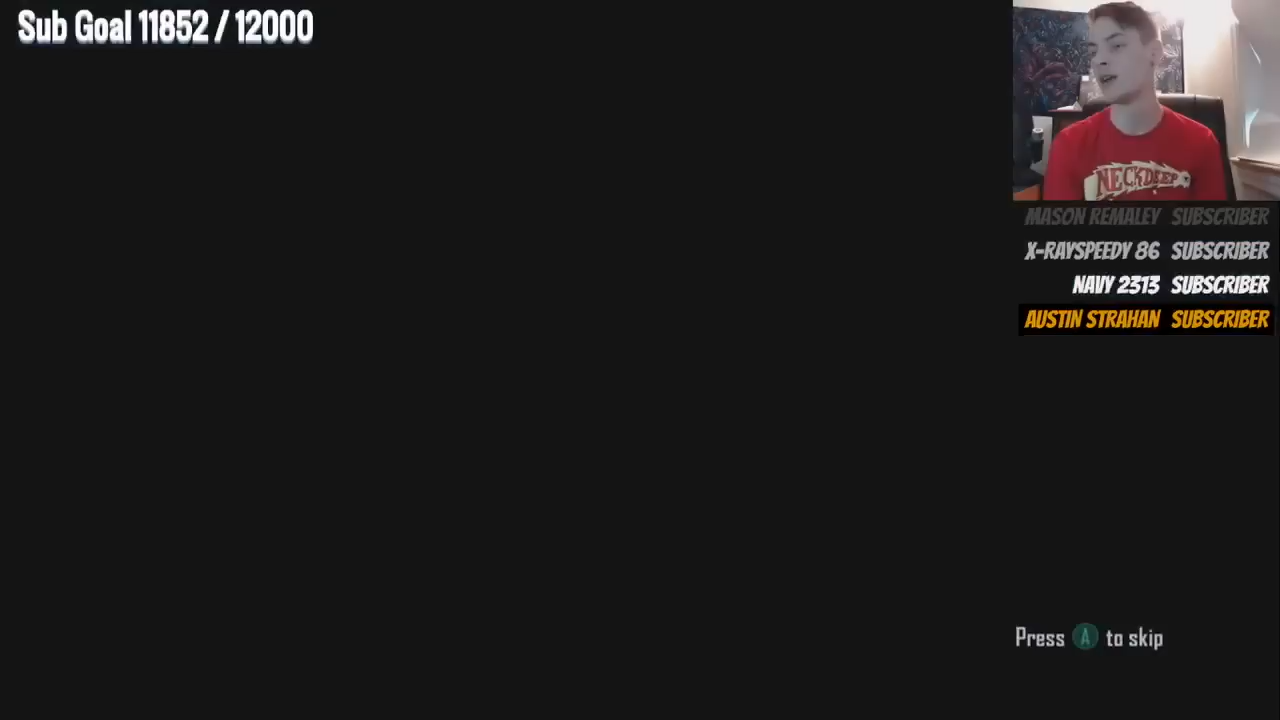 Sub Goal 11852 / 12000
NECK DEEP
MASON REMALEY SUBSCRIBER
X-RAYSPEEDY 86 SUBSCRIBER
NAVY 2313 SUBSCRIBER
AUSTIN STRAHAN SUBSCRIBER
Press A to skip